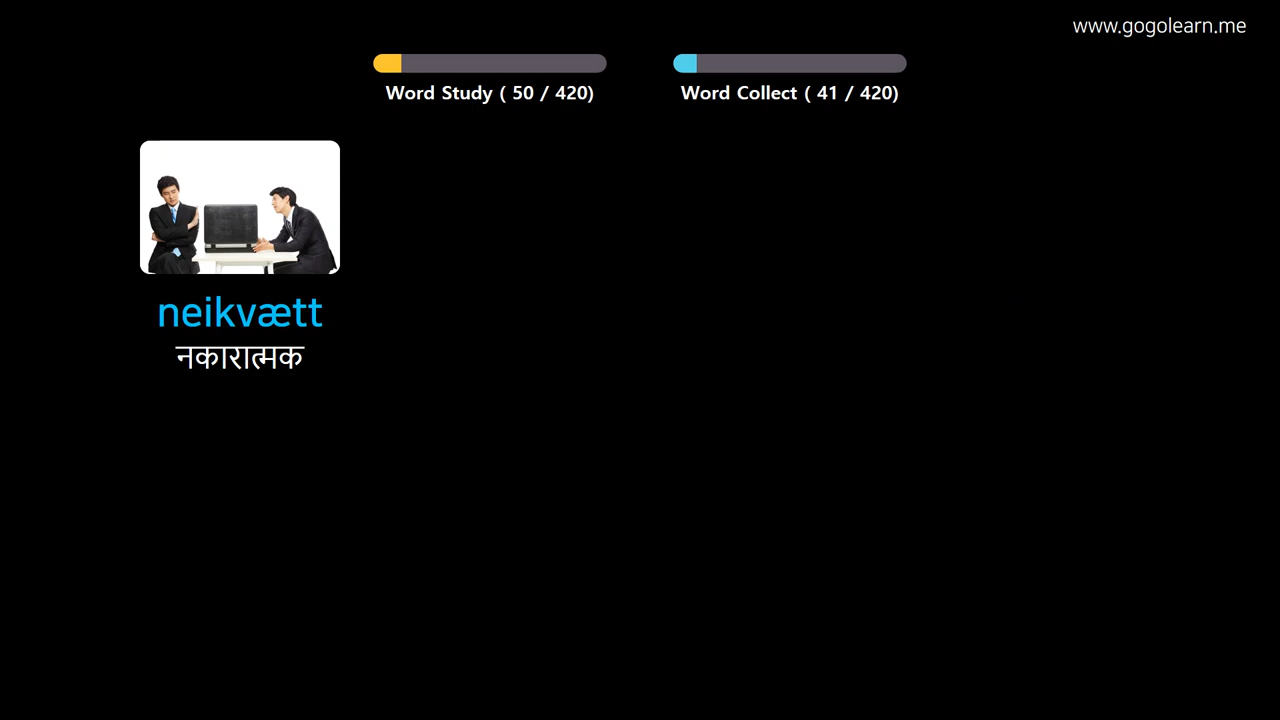 www.gogolearn.me
Word Study ( 50 / 420)
Word Collect ( 41 / 420)
neikvætt
नकारात्मक